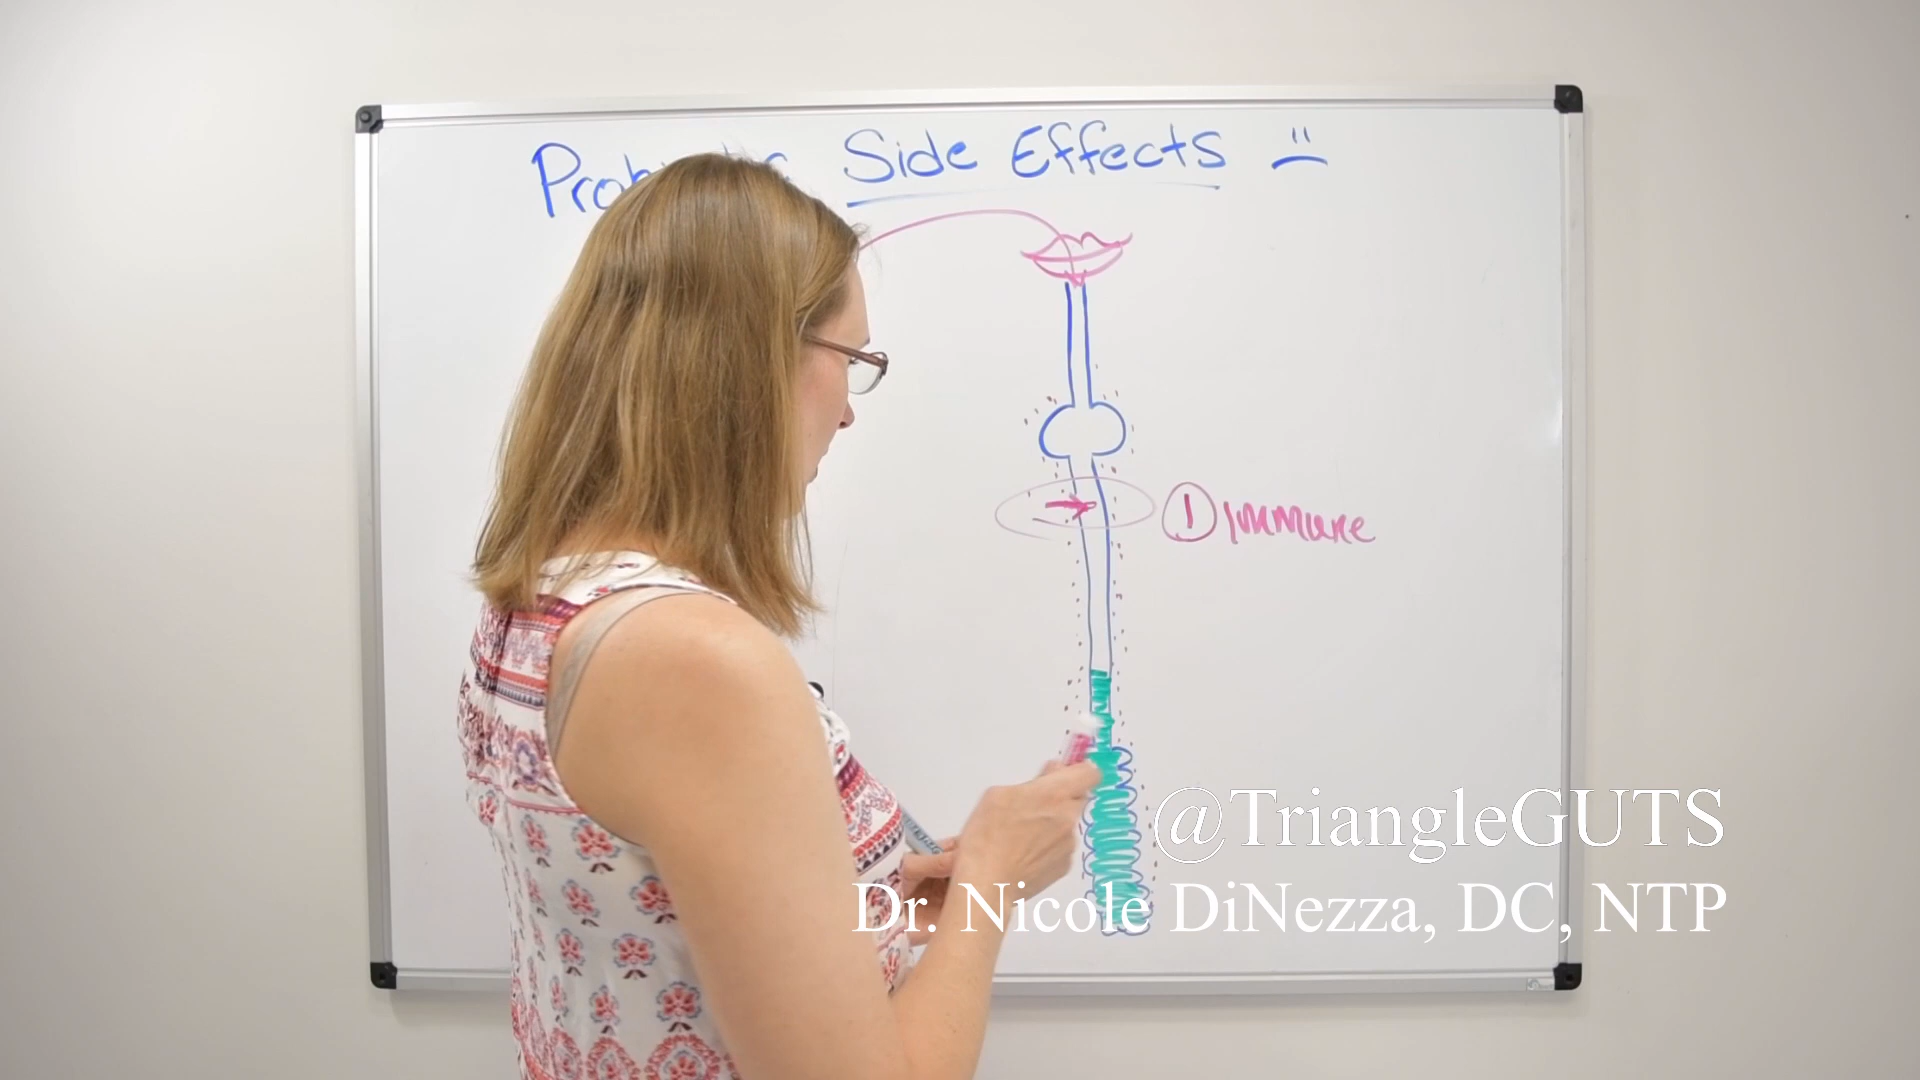 Side Effects
① immune
@TriangleGUTS
Dr. Nicole DiNezza, DC, NTP